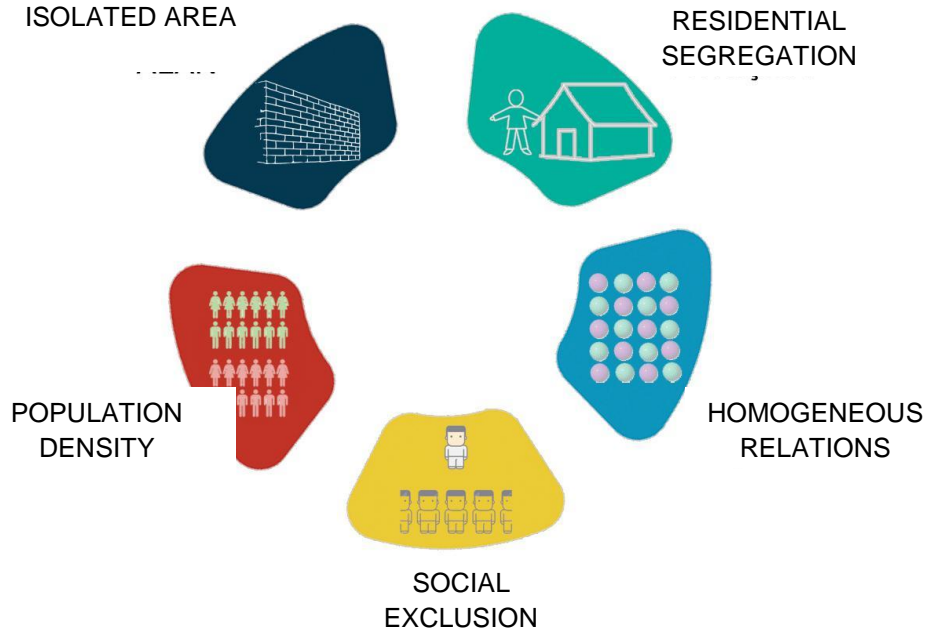 ISOLATED AREA
RESIDENTIAL
SEGREGATION
POPULATION
DENSITY
HOMOGENEOUS
RELATIONS
SOCIAL
EXCLUSION